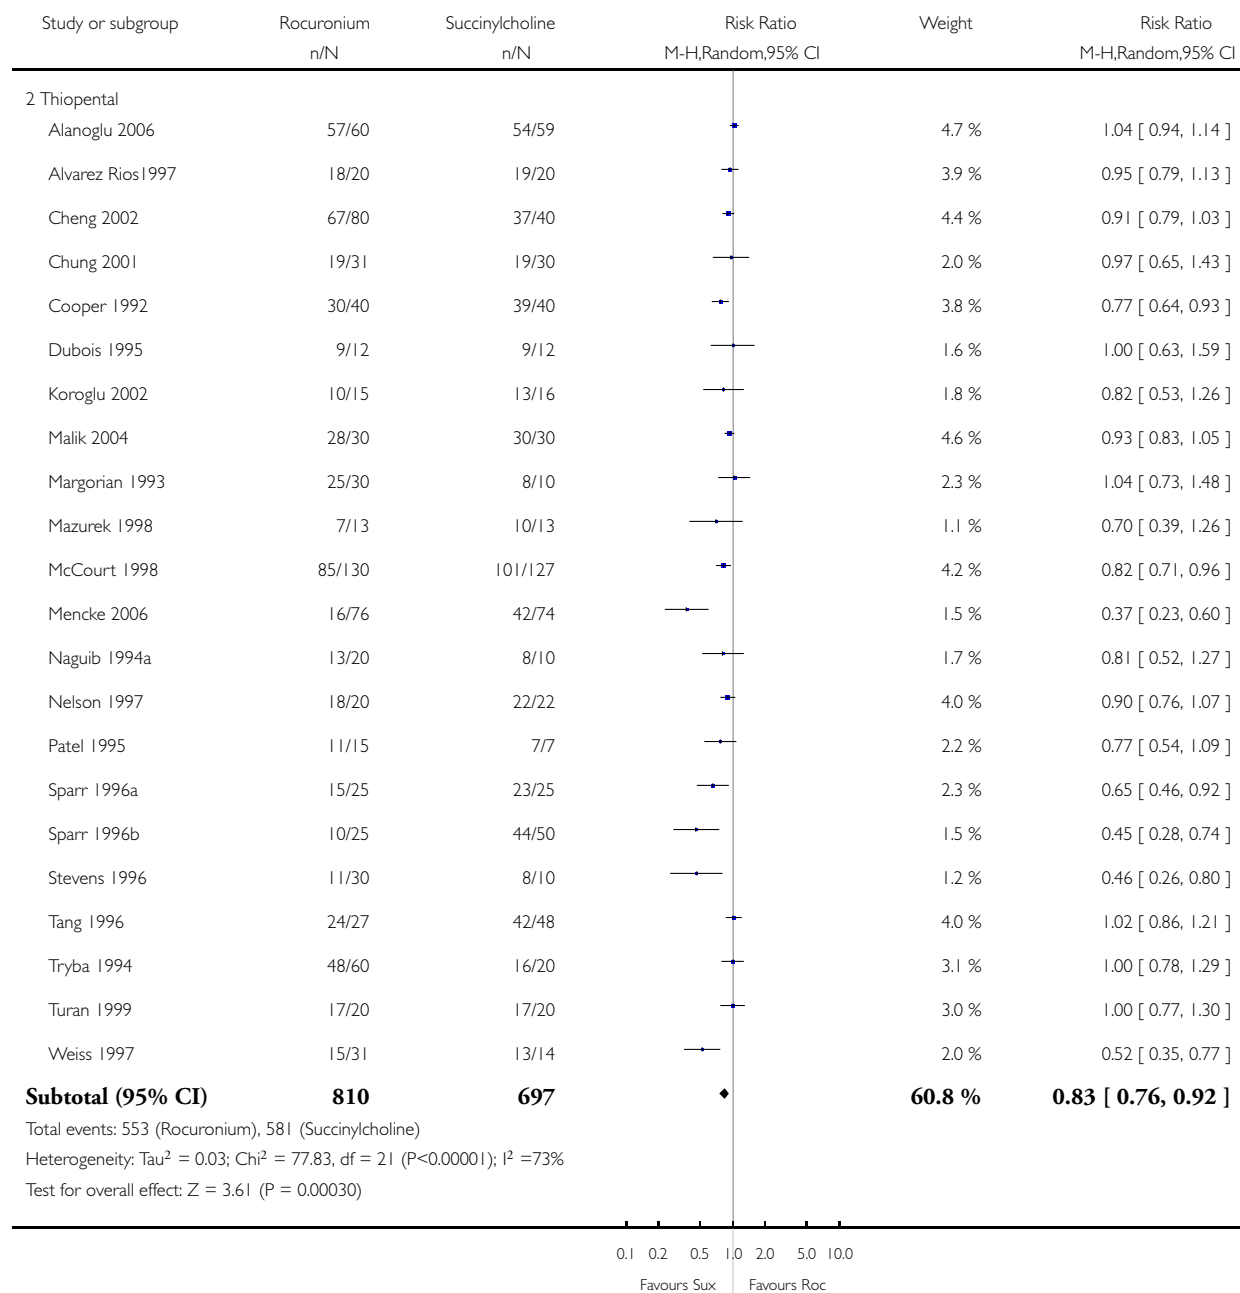 Study or subgroup Rocuronium Succinylcholine Risk Ratio Weight Risk Ratio
n/N n/N M-H,Random,95% CI M-H,Random,95% CI
2 Thiopental
Alanoglu 2006 57/60 54/59 4.7 % 1.04 [ 0.94, 1.14 ]
Alvarez Rios1997 18/20 19/20 3.9 % 0.95 [ 0.79, 1.13 ]
Cheng 2002 67/80 37/40 4.4 % 0.91 [ 0.79, 1.03 ]
Chung 2001 19/31 19/30 2.0 % 0.97 [ 0.65, 1.43 ]
Cooper 1992 30/40 39/40 3.8 % 0.77 [ 0.64, 0.93 ]
Dubois 1995 9/12 9/12 1.6 % 1.00 [ 0.63, 1.59 ]
Koroglu 2002 10/15 13/16 1.8 % 0.82 [ 0.53, 1.26 ]
Malik 2004 28/30 30/30 4.6 % 0.93 [ 0.83, 1.05 ]
Margorian 1993 25/30 8/10 2.3 % 1.04 [ 0.73, 1.48 ]
Mazurek 1998 7/13 10/13 1.1 % 0.70 [ 0.39, 1.26 ]
McCourt 1998 85/130 101/127 4.2 % 0.82 [ 0.71, 0.96 ]
Mencke 2006 16/76 42/74 1.5 % 0.37 [ 0.23, 0.60 ]
Naguib 1994a 13/20 8/10 1.7 % 0.81 [ 0.52, 1.27 ]
Nelson 1997 18/20 22/22 4.0 % 0.90 [ 0.76, 1.07 ]
Patel 1995 11/15 7/7 2.2 % 0.77 [ 0.54, 1.09 ]
Sparr 1996a 15/25 23/25 2.3 % 0.65 [ 0.46, 0.92 ]
Sparr 1996b 10/25 44/50 1.5 % 0.45 [ 0.28, 0.74 ]
Stevens 1996 11/30 8/10 1.2 % 0.46 [ 0.26, 0.80 ]
Tang 1996 24/27 42/48 4.0 % 1.02 [ 0.86, 1.21 ]
Tryba 1994 48/60 16/20 3.1 % 1.00 [ 0.78, 1.29 ]
Turan 1999 17/20 17/20 3.0 % 1.00 [ 0.77, 1.30 ]
Weiss 1997 15/31 13/14 2.0 % 0.52 [ 0.35, 0.77 ]
Subtotal (95% CI) 810 697 60.8 % 0.83 [ 0.76, 0.92 ]
Total events: 553 (Rocuronium), 581 (Succinylcholine)
Heterogeneity: Tau² = 0.03; Chi² = 77.83, df = 21 (P<0.00001); I² =73%
Test for overall effect: Z = 3.61 (P = 0.00030)
0.1 0.2 0.5 1.0 2.0 5.0 10.0
Favours Sux Favours Roc